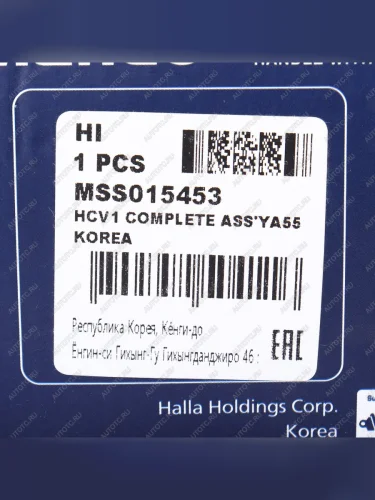 HI
1 PCS
MSS015453
HCV1 COMPLETE ASS'YA55
KOREA
Республика Корея, Кёнги-до
Ёнгин-си Гихынг-Гу Гихынгданджиро 46 :
EAC
Halla Holdings Corp.
Korea